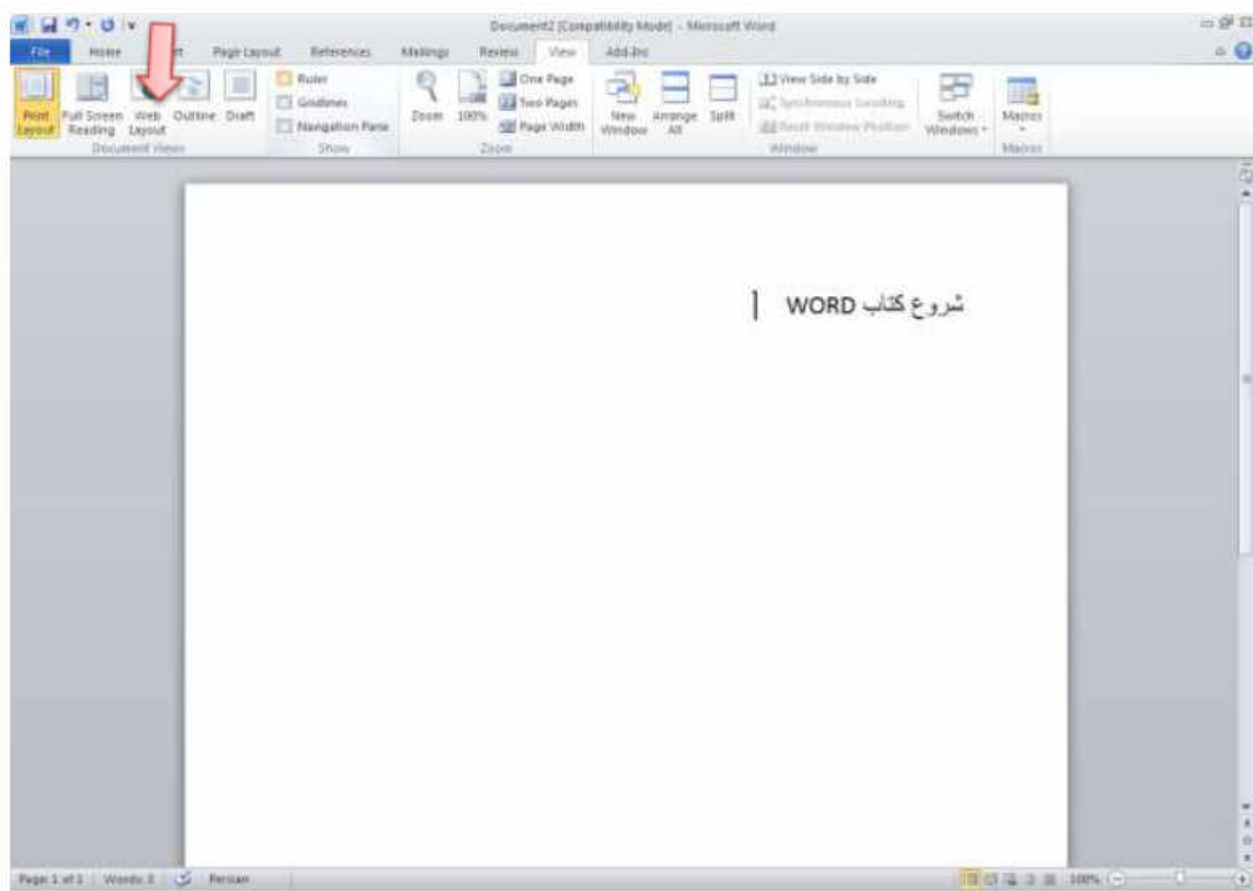 Document2 [Compatibility Mode] - Microsoft Word
File Home Page Layout References Mailings Review View Add-Ins
Print Layout
Full Screen Reading
Web Layout
Outline
Draft
Document Views
Ruler
Gridlines
Navigation Pane
Show
Zoom
100%
One Page
Two Pages
Page Width
Zoom
New Window
Arrange All
Split
View Side by Side
Synchronous Scrolling
Reset Window Position
Window
Switch Windows
Macros
Macros
شروع کتاب WORD
Page: 1 of 1 Words: 3 Persian 100%